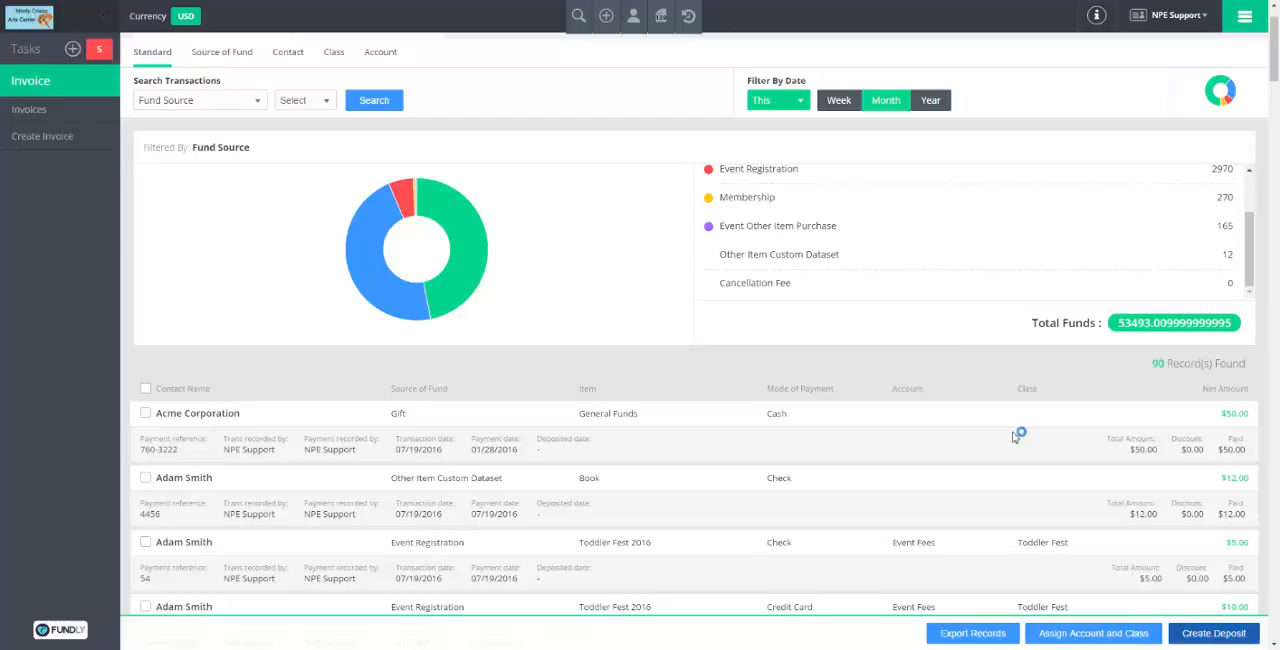 Monty Crisco
Arts Center
Currency USD
NPE Support
Tasks 5
Invoice
Invoices
Create Invoice
Standard Source of Fund Contact Class Account
Search Transactions
Fund Source Select Search
Filter By Date
This Week Month Year
Filtered By: Fund Source
Event Registration 2970
Membership 270
Event Other Item Purchase 165
Other Item Custom Dataset 12
Cancellation Fee 0
Total Funds : 53493.009999999995
90 Record(s) Found
Contact Name Source of Fund Item Mode of Payment Account Class Net Amount
Acme Corporation Gift General Funds Cash $50.00
Payment reference: Trans recorded by: Payment recorded by: Transaction date: Payment date: Deposited date: Total Amount: Discount: Paid
760-3222 NPE Support NPE Support 07/19/2016 01/28/2016 - $50.00 $0.00 $50.00
Adam Smith Other Item Custom Dataset Book Check $12.00
Payment reference: Trans recorded by: Payment recorded by: Transaction date: Payment date: Deposited date: Total Amount: Discount: Paid
4456 NPE Support NPE Support 07/19/2016 07/19/2016 - $12.00 $0.00 $12.00
Adam Smith Event Registration Toddler Fest 2016 Check Event Fees Toddler Fest $5.00
Payment reference: Trans recorded by: Payment recorded by: Transaction date: Payment date: Deposited date: Total Amount: Discount: Paid
54 NPE Support NPE Support 07/19/2016 07/19/2016 - $5.00 $0.00 $5.00
Adam Smith Event Registration Toddler Fest 2016 Credit Card Event Fees Toddler Fest $10.00
FUNDLY
Export Records Assign Account and Class Create Deposit